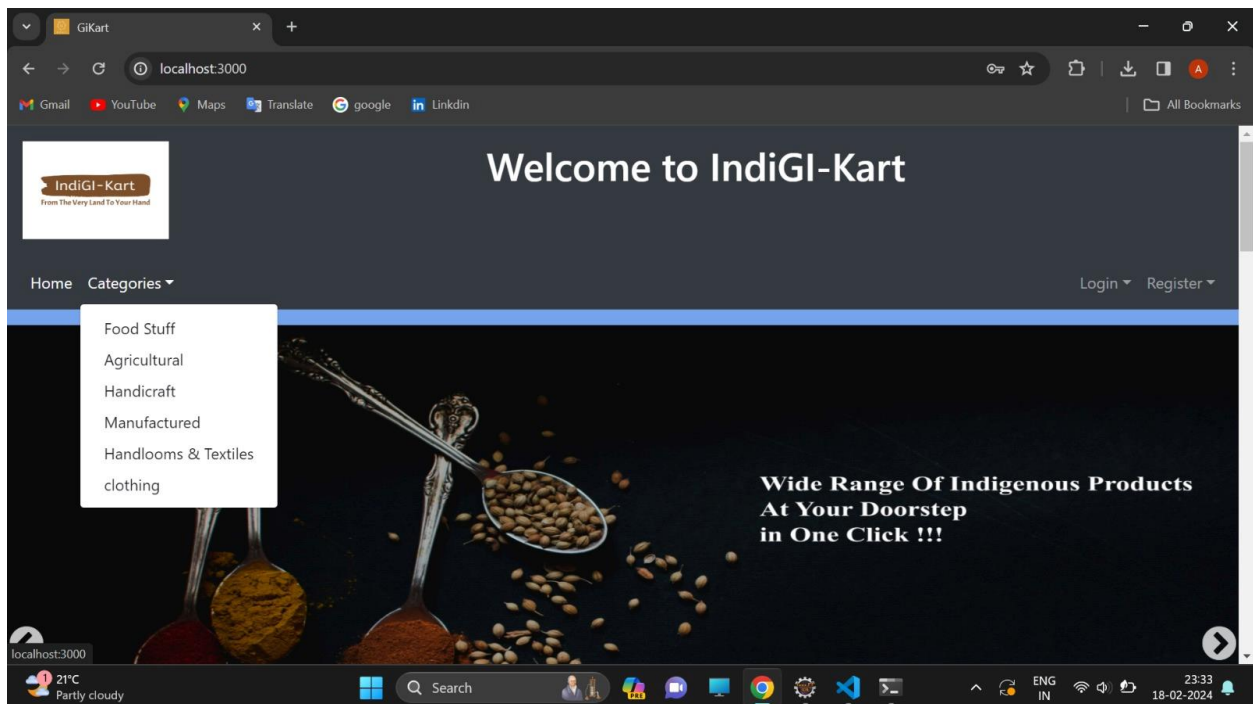 GiKart
localhost:3000
Gmail YouTube Maps Translate google Linkdin All Bookmarks
IndiGI-Kart
From The Very Land To Your Hand
Welcome to IndiGI-Kart
Home Categories Login Register
Food Stuff
Agricultural
Handicraft
Manufactured
Handlooms & Textiles
clothing
Wide Range Of Indigenous Products
At Your Doorstep
in One Click !!!
localhost:3000
1 21°C
Partly cloudy
Search
PRE
ENG
IN
23:33
18-02-2024
A
in